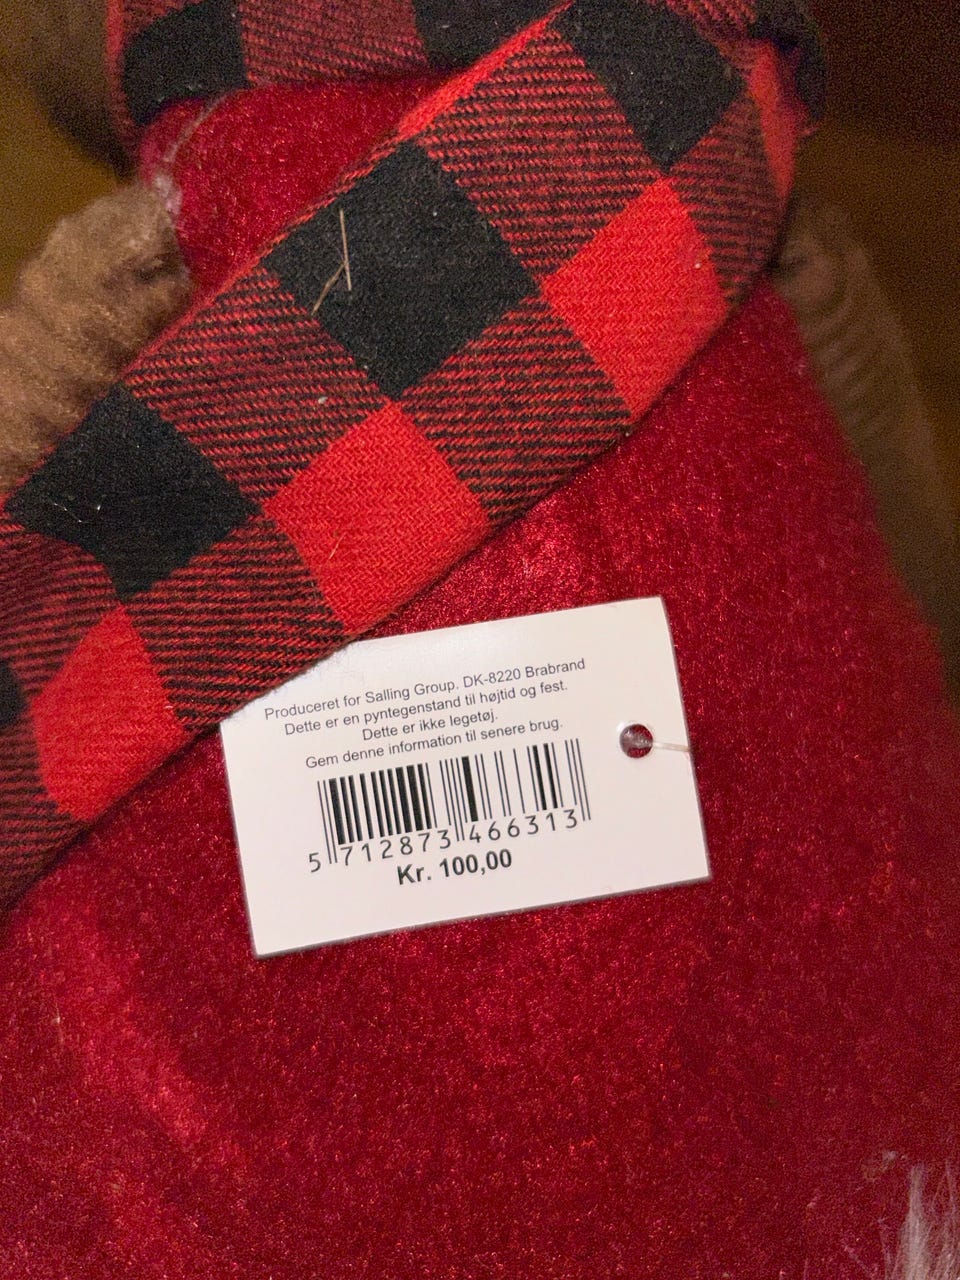 Produceret for Salling Group. DK-8220 Brabrand
Dette er en pyntegenstand til højtid og fest.
Dette er ikke legetøj.
Gem denne information til senere brug.
5 712873 466313
Kr. 100,00